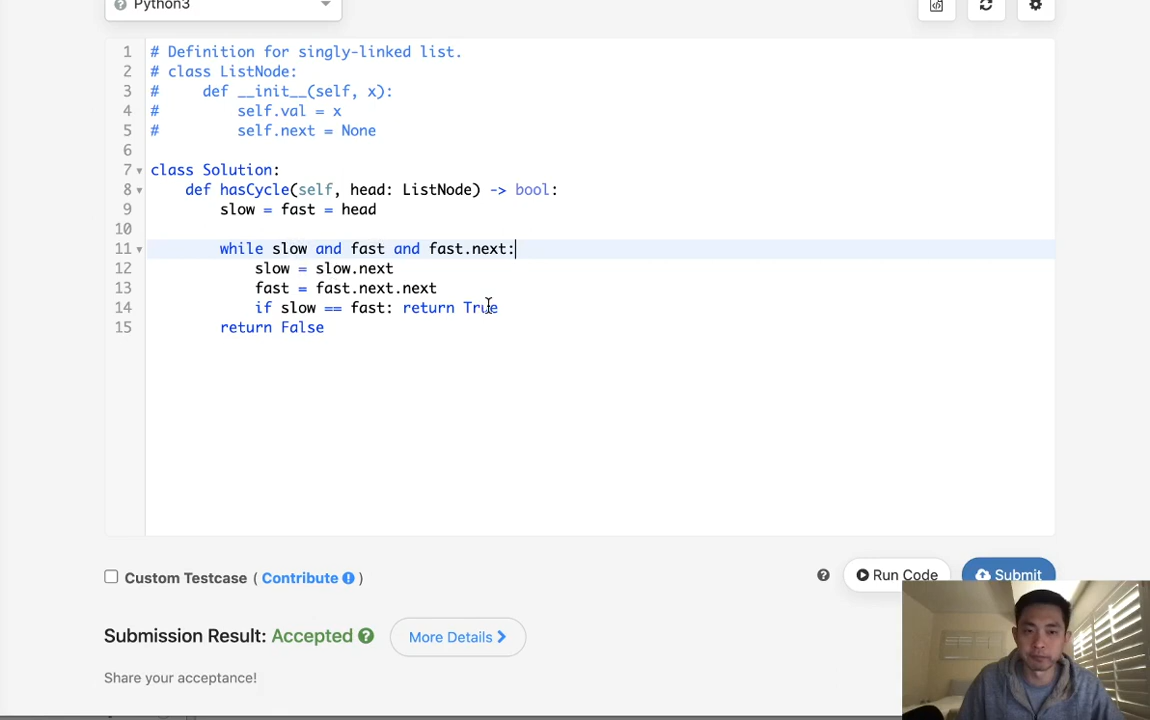 Python3
1 # Definition for singly-linked list.
2 # class ListNode:
3 #     def __init__(self, x):
4 #         self.val = x
5 #         self.next = None
6
7 class Solution:
8     def hasCycle(self, head: ListNode) -> bool:
9         slow = fast = head
10
11         while slow and fast and fast.next:
12             slow = slow.next
13             fast = fast.next.next
14             if slow == fast: return True
15         return False
Custom Testcase ( Contribute )
Run Code
Submit
Submission Result: Accepted
More Details
Share your acceptance!